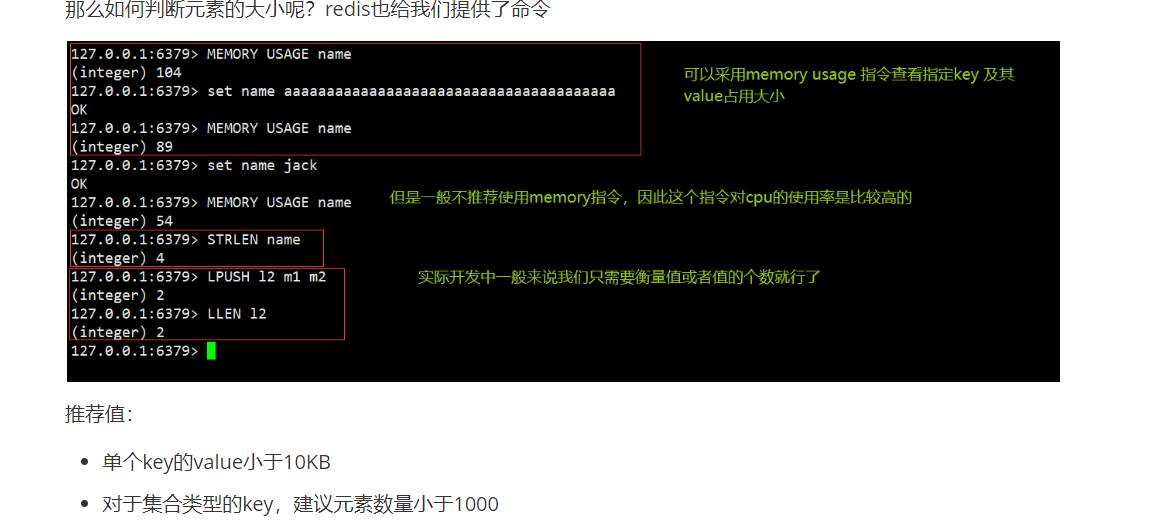 那么如何判断元素的大小呢？redis也给我们提供了命令
127.0.0.1:6379> MEMORY USAGE name
(integer) 104
127.0.0.1:6379> set name aaaaaaaaaaaaaaaaaaaaaaaaaaaaaaaaaaaaaaa
OK
127.0.0.1:6379> MEMORY USAGE name
(integer) 89
可以采用memory usage 指令查看指定key 及其
value占用大小
127.0.0.1:6379> set name jack
OK
127.0.0.1:6379> MEMORY USAGE name
(integer) 54
但是一般不推荐使用memory指令，因此这个指令对cpu的使用率是比较高的
127.0.0.1:6379> STRLEN name
(integer) 4
127.0.0.1:6379> LPUSH l2 m1 m2
(integer) 2
127.0.0.1:6379> LLEN l2
(integer) 2
127.0.0.1:6379>
实际开发中一般来说我们只需要衡量值或者值的个数就行了
推荐值：
• 单个key的value小于10KB
• 对于集合类型的key，建议元素数量小于1000